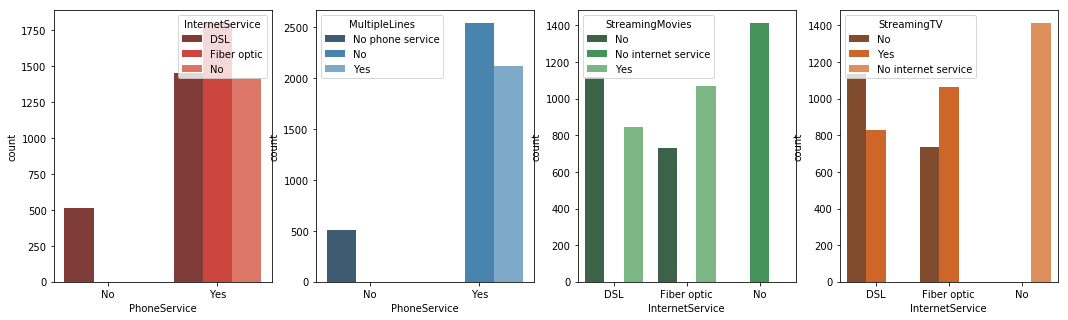 InternetService
DSL
Fiber optic
No
1750
1500
1250
1000
750
500
250
0
count
No
Yes
PhoneService
MultipleLines
No phone service
No
Yes
2500
2000
1500
1000
500
0
count
No
Yes
PhoneService
StreamingMovies
No
No internet service
Yes
1400
1200
1000
800
600
400
200
0
count
DSL
Fiber optic
No
InternetService
StreamingTV
No
Yes
No internet service
1400
1200
1000
800
600
400
200
0
count
DSL
Fiber optic
No
InternetService